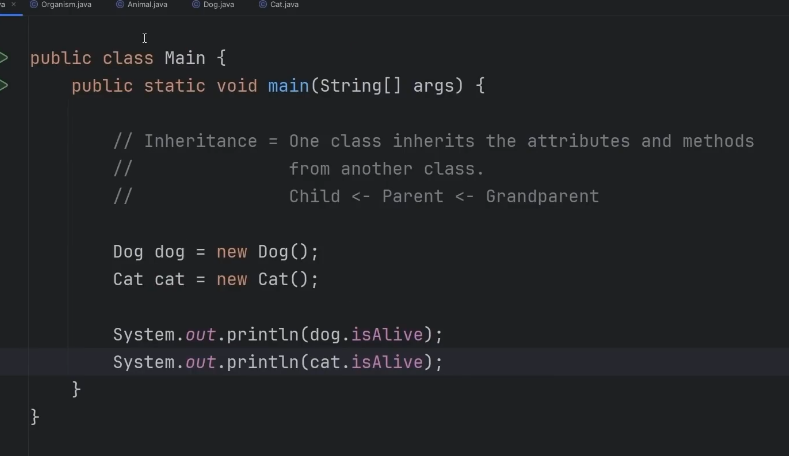 Organism.java Animal.java Dog.java Cat.java
public class Main {
public static void main(String[] args) {
// Inheritance = One class inherits the attributes and methods
// from another class.
// Child <- Parent <- Grandparent
Dog dog = new Dog();
Cat cat = new Cat();
System.out.println(dog.isAlive);
System.out.println(cat.isAlive);
}
}